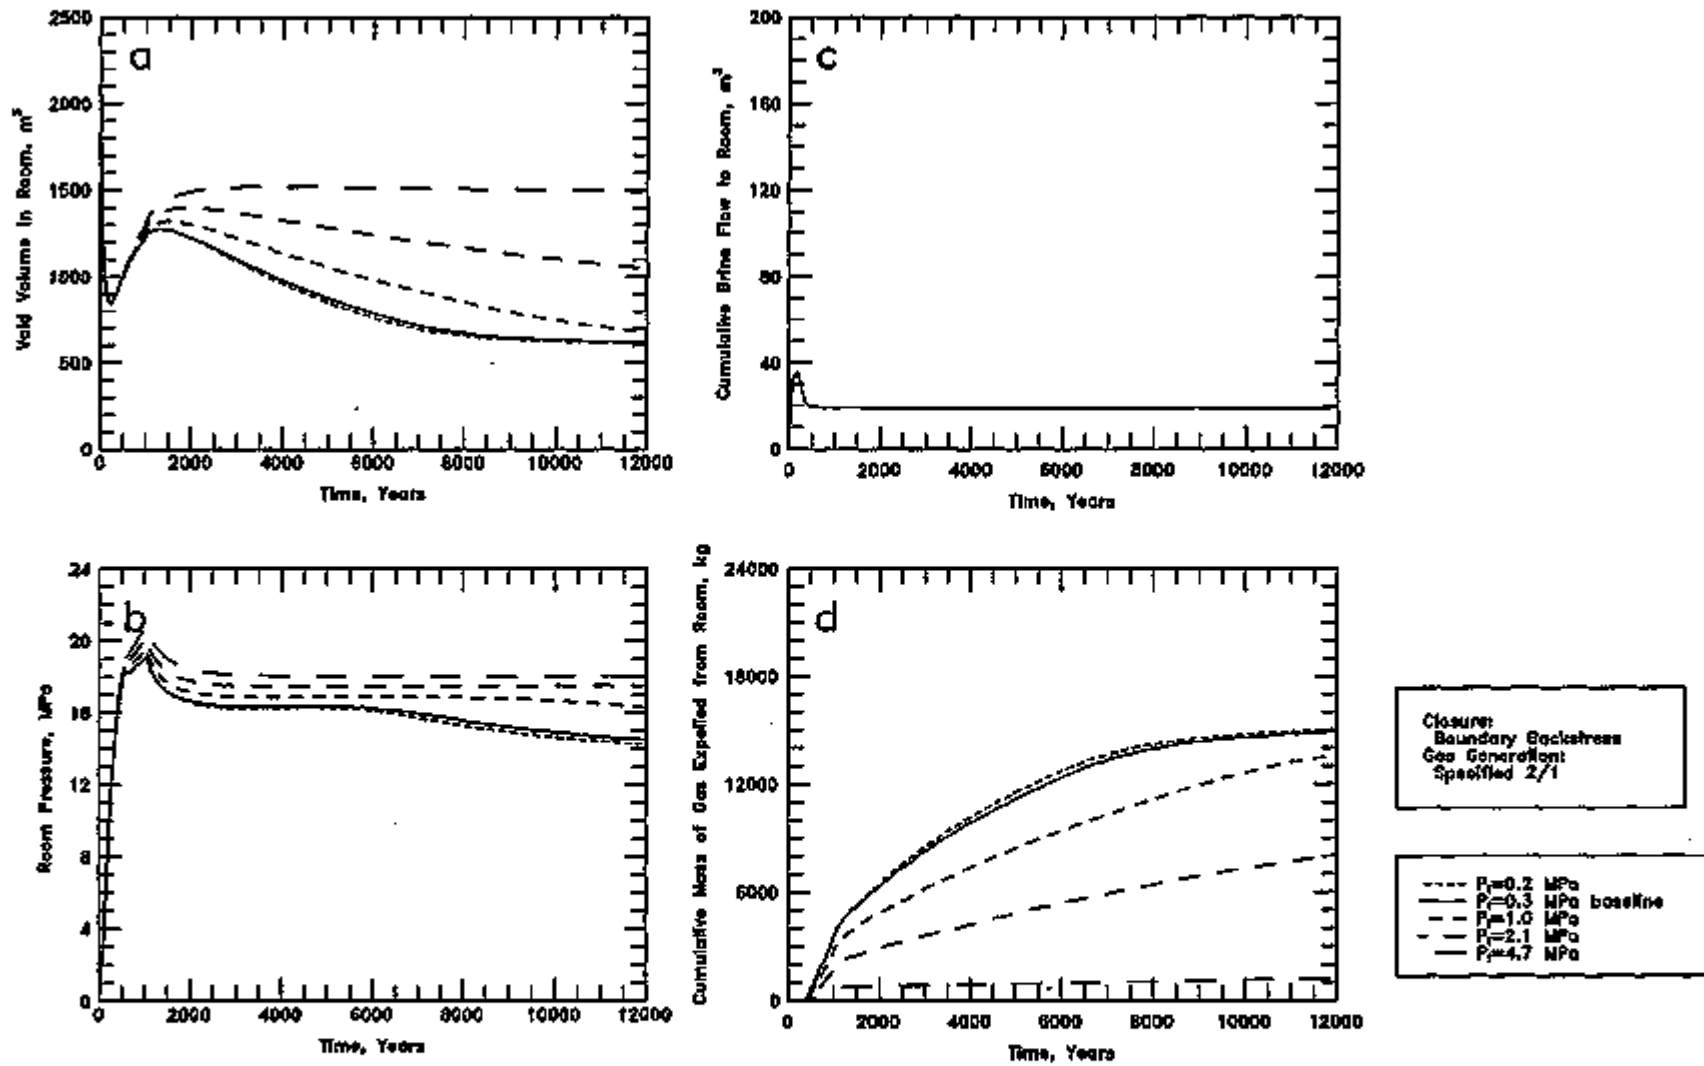 a
2500
2000
1500
1000
500
0
0 2000 4000 6000 8000 10000 12000
Void Volume in Room, m³
Time, Years
c
200
160
120
80
40
0
0 2000 4000 6000 8000 10000 12000
Cumulative Brine Flow to Room, m³
Time, Years
b
24
20
16
12
8
4
0
0 2000 4000 6000 8000 10000 12000
Room Pressure, MPa
Time, Years
d
24000
18000
12000
6000
0
0 2000 4000 6000 8000 10000 12000
Cumulative Mass of Gas Expelled from Room, kg
Time, Years
Closure:
Boundary Backstress
Gas Generation:
Specified 2/1
Pf=0.2 MPa
Pf=0.3 MPa baseline
Pf=1.0 MPa
Pf=2.1 MPa
Pf=4.7 MPa